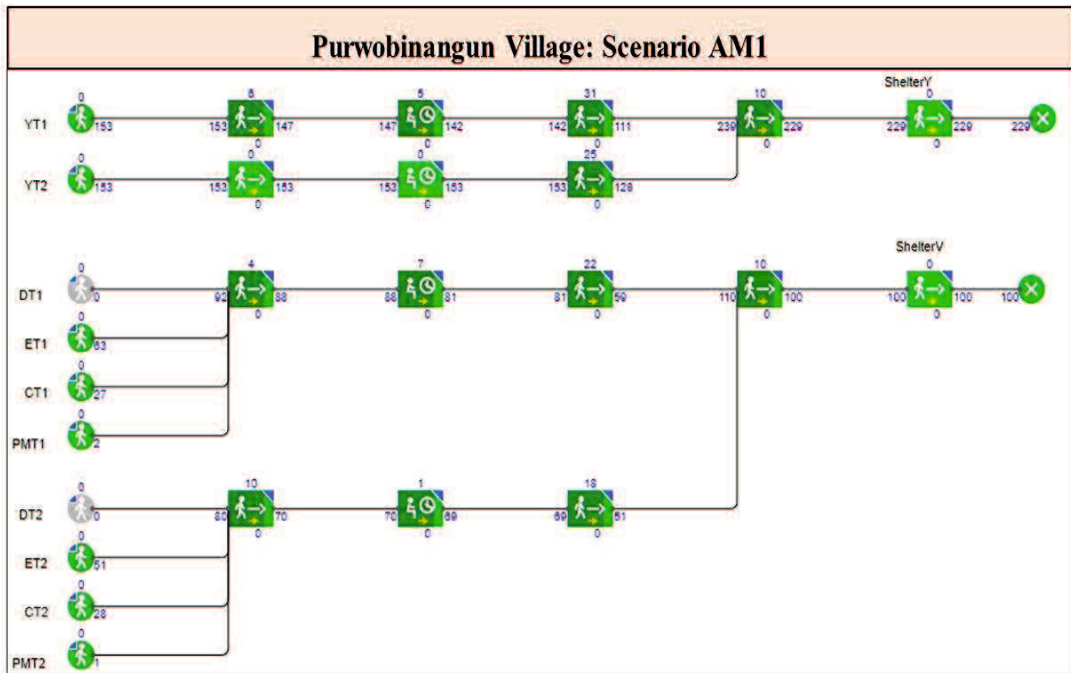 Purwobinangun Village: Scenario AM1
ShelterY
0 6 5 31 10 0
YT1 153 153 147 147 142 142 111 239 229 229 229 229
0 0 0 0 0
0 0 0 25
YT2 153 153 153 153 153 153 128
0 0 0
ShelterV
0 4 7 22 10 0
DT1 0 92 88 88 81 81 59 110 100 100 100 100
0 0 0 0 0
0
ET1 63
0
CT1 27
0
PMT1 2
0 10 1 18
DT2 0 80 70 70 69 69 51
0 0 0
0
ET2 51
0
CT2 28
0
PMT2 1